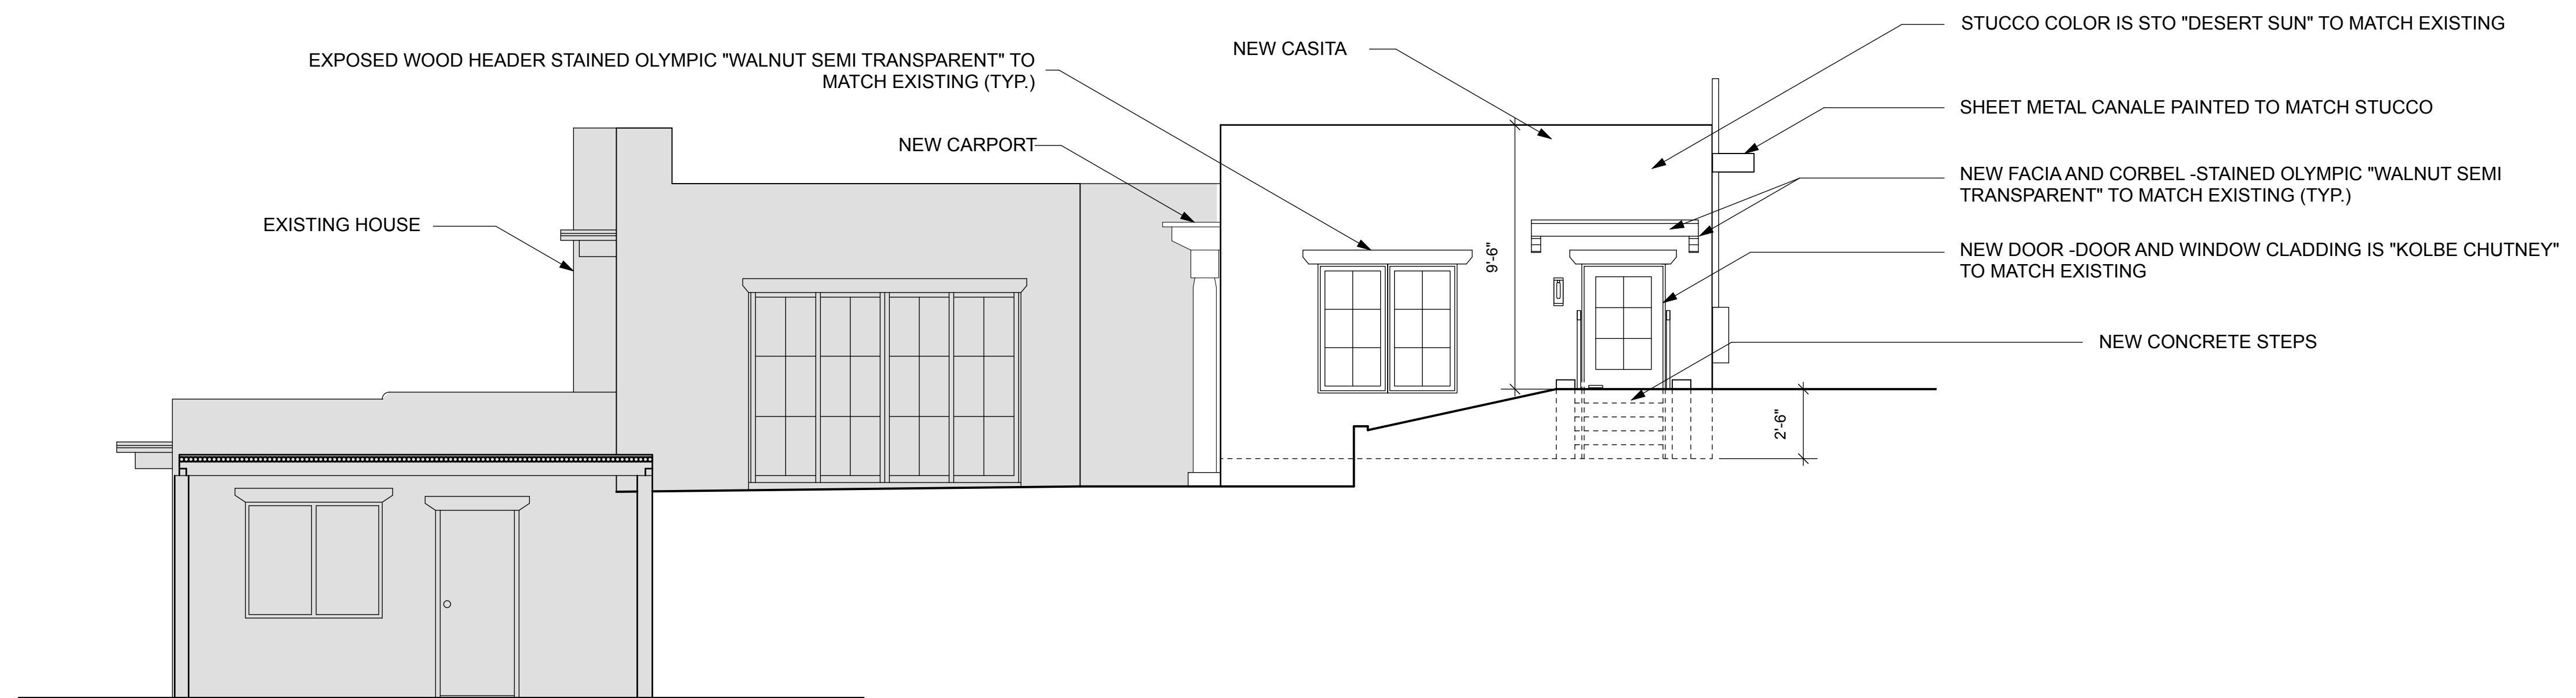 STUCCO COLOR IS STO "DESERT SUN" TO MATCH EXISTING
EXPOSED WOOD HEADER STAINED OLYMPIC "WALNUT SEMI TRANSPARENT" TO
MATCH EXISTING (TYP.)
NEW CASITA
SHEET METAL CANALE PAINTED TO MATCH STUCCO
NEW CARPORT
NEW FACIA AND CORBEL -STAINED OLYMPIC "WALNUT SEMI
TRANSPARENT" TO MATCH EXISTING (TYP.)
EXISTING HOUSE
9'-6"
NEW DOOR -DOOR AND WINDOW CLADDING IS "KOLBE CHUTNEY"
TO MATCH EXISTING
NEW CONCRETE STEPS
2'-6"